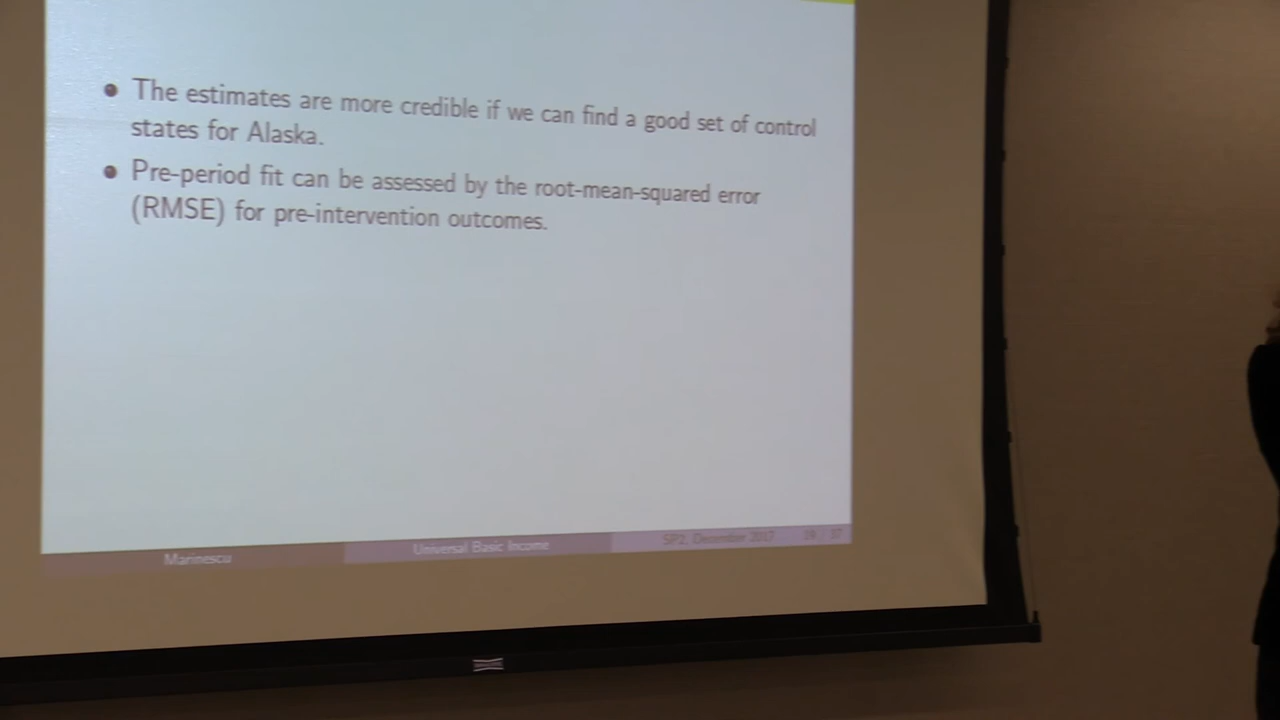 • The estimates are more credible if we can find a good set of control
states for Alaska.
• Pre-period fit can be assessed by the root-mean-squared error
(RMSE) for pre-intervention outcomes.
Marinescu Universal Basic Income SP2, December 2017 19 / 37